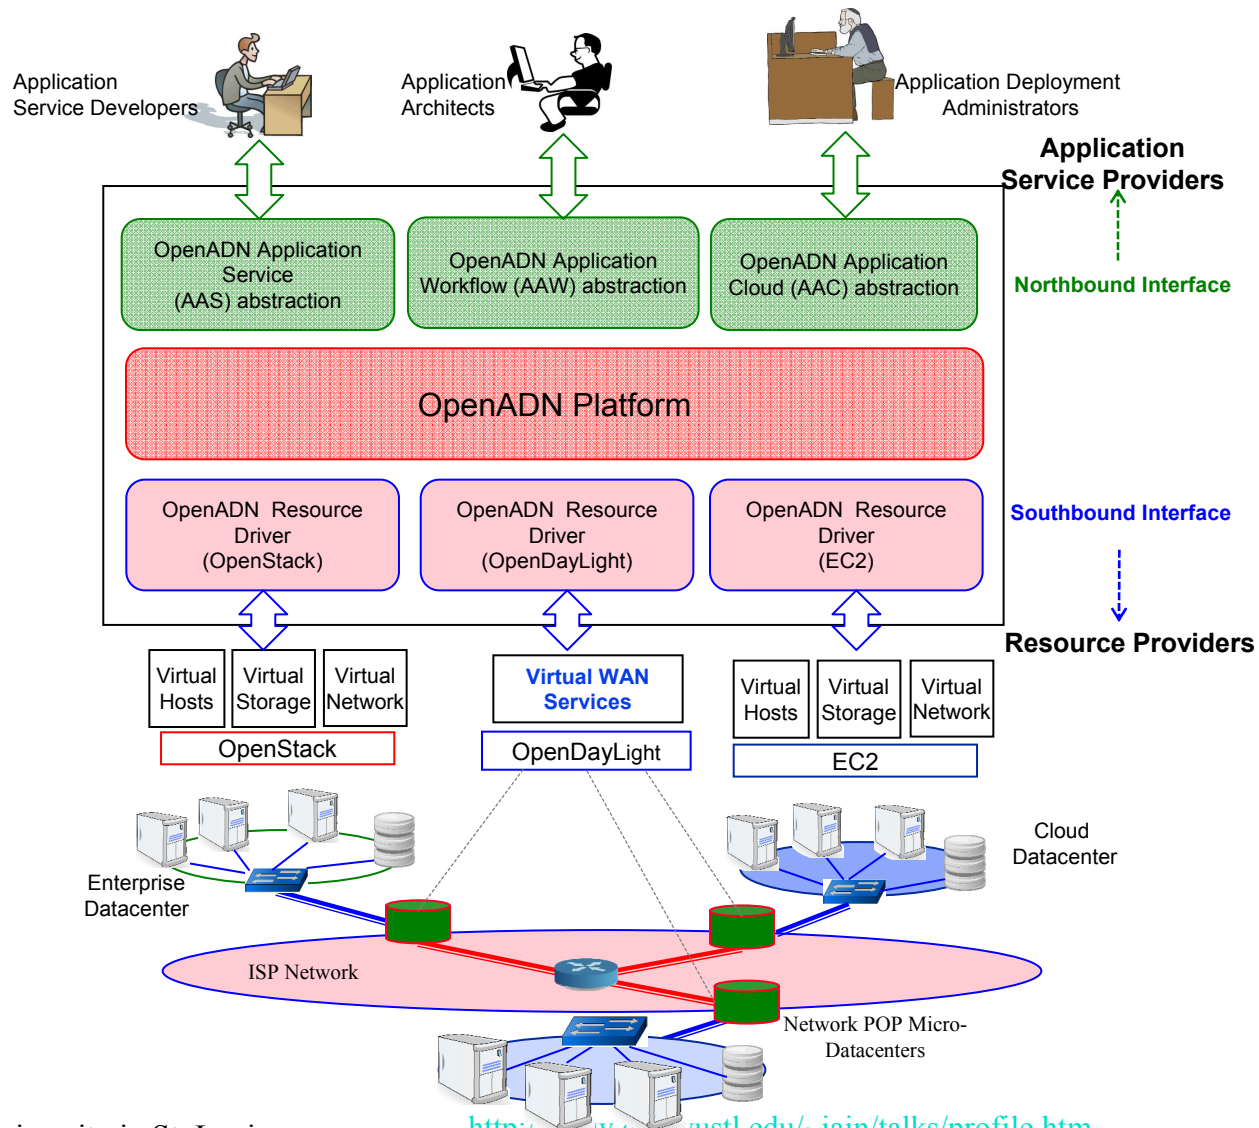 Application
Service Developers
Application
Architects
Application Deployment
Administrators
Application
Service Providers
OpenADN Application
Service
(AAS) abstraction
OpenADN Application
Workflow (AAW) abstraction
OpenADN Application
Cloud (AAC) abstraction
Northbound Interface
OpenADN Platform
OpenADN Resource
Driver
(OpenStack)
OpenADN Resource
Driver
(OpenDayLight)
OpenADN Resource
Driver
(EC2)
Southbound Interface
Resource Providers
Virtual
Hosts
Virtual
Storage
Virtual
Network
OpenStack
Virtual WAN
Services
OpenDayLight
Virtual
Hosts
Virtual
Storage
Virtual
Network
EC2
Enterprise
Datacenter
Cloud
Datacenter
ISP Network
Network POP Micro-
Datacenters